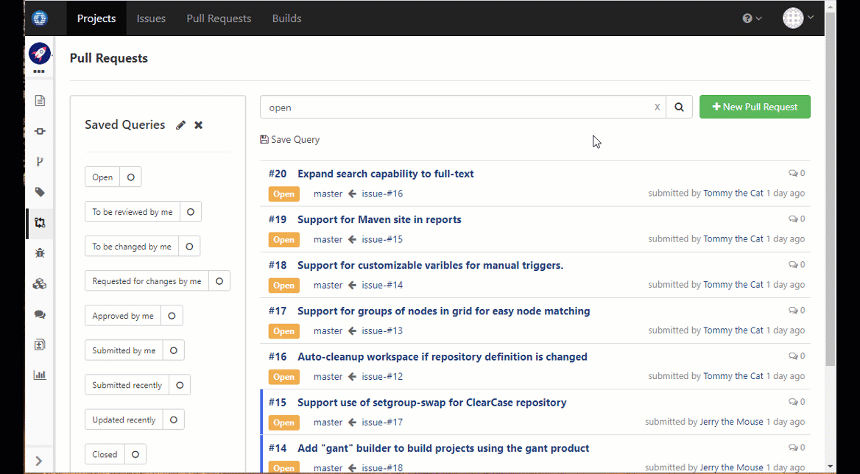 Projects Issues Pull Requests Builds
Pull Requests
Saved Queries
Open
To be reviewed by me
To be changed by me
Requested for changes by me
Approved by me
Submitted by me
Submitted recently
Updated recently
Closed
open x
New Pull Request
Save Query
#20 Expand search capability to full-text 0
Open master issue-#16 submitted by Tommy the Cat 1 day ago
#19 Support for Maven site in reports 0
Open master issue-#15 submitted by Tommy the Cat 1 day ago
#18 Support for customizable varibles for manual triggers. 0
Open master issue-#14 submitted by Tommy the Cat 1 day ago
#17 Support for groups of nodes in grid for easy node matching 0
Open master issue-#13 submitted by Tommy the Cat 1 day ago
#16 Auto-cleanup workspace if repository definition is changed 0
Open master issue-#12 submitted by Tommy the Cat 1 day ago
#15 Support use of setgroup-swap for ClearCase repository 0
Open master issue-#17 submitted by Jerry the Mouse 1 day ago
#14 Add "gant" builder to build projects using the gant product 0
Open master issue-#18 submitted by Jerry the Mouse 1 day ago